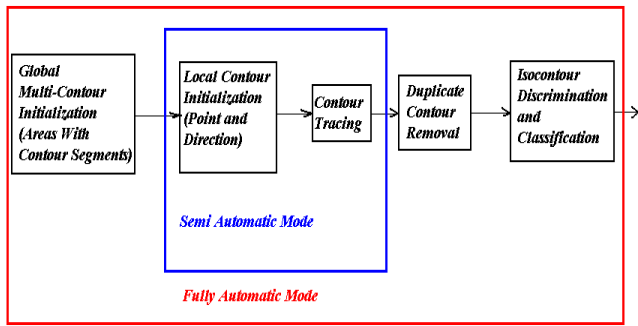 Global
Multi-Contour
Initialization
(Areas With
Contour Segments)
Local Contour
Initialization
(Point and
Direction)
Contour
Tracing
Duplicate
Contour
Removal
Isocontour
Discrimination
and
Classification
Semi Automatic Mode
Fully Automatic Mode